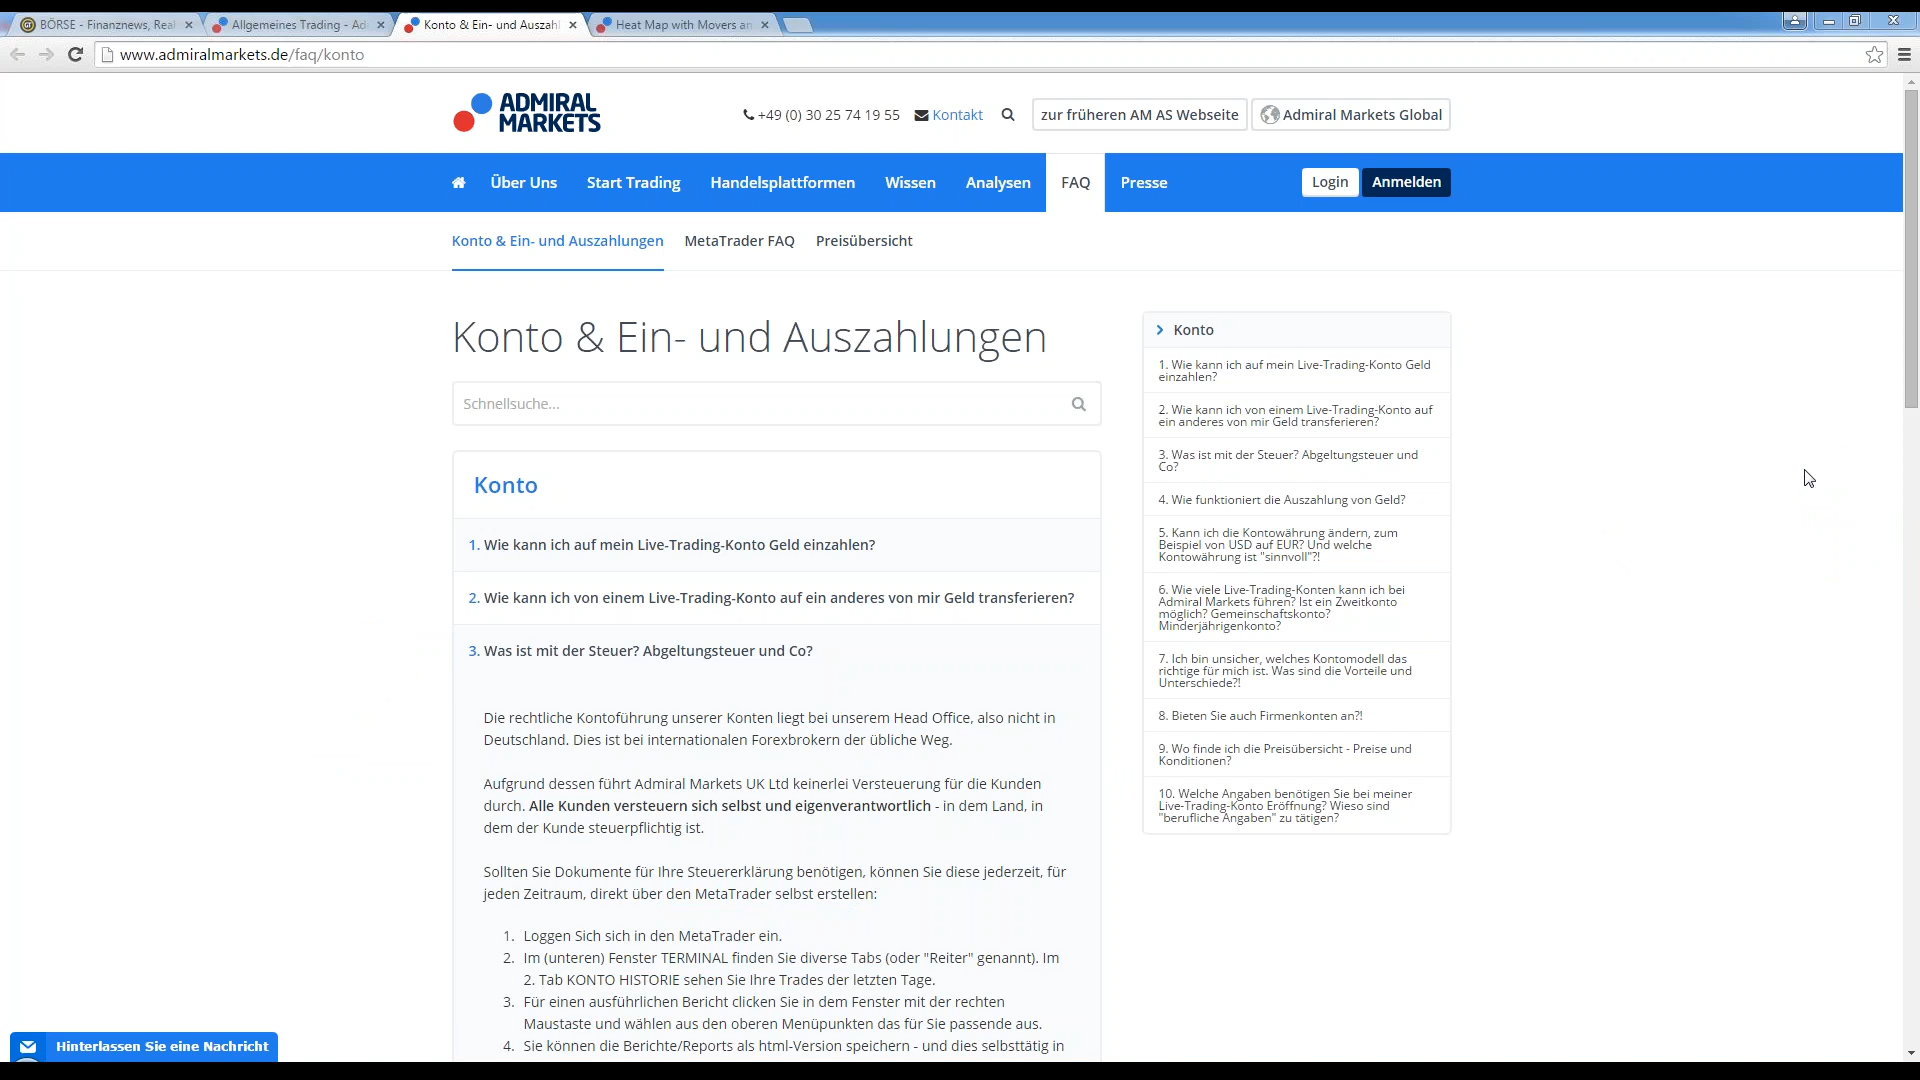 BÖRSE - Finanznews, Real
Allgemeines Trading - Ad
Konto & Ein- und Auszahl
Heat Map with Movers an
www.admiralmarkets.de/faq/konto
ADMIRAL
MARKETS
+49 (0) 30 25 74 19 55
Kontakt
zur früheren AM AS Webseite
Admiral Markets Global
Über Uns
Start Trading
Handelsplattformen
Wissen
Analysen
FAQ
Presse
Login
Anmelden
Konto & Ein- und Auszahlungen
MetaTrader FAQ
Preisübersicht
Konto & Ein- und Auszahlungen
Schnellsuche...
Konto
1. Wie kann ich auf mein Live-Trading-Konto Geld einzahlen?
2. Wie kann ich von einem Live-Trading-Konto auf ein anderes von mir Geld transferieren?
3. Was ist mit der Steuer? Abgeltungsteuer und Co?
Die rechtliche Kontoführung unserer Konten liegt bei unserem Head Office, also nicht in
Deutschland. Dies ist bei internationalen Forexbrokern der übliche Weg.
Aufgrund dessen führt Admiral Markets UK Ltd keinerlei Versteuerung für die Kunden
durch. Alle Kunden versteuern sich selbst und eigenverantwortlich - in dem Land, in
dem der Kunde steuerpflichtig ist.
Sollten Sie Dokumente für Ihre Steuererklärung benötigen, können Sie diese jederzeit, für
jeden Zeitraum, direkt über den MetaTrader selbst erstellen:
1. Loggen Sich sich in den MetaTrader ein.
2. Im (unteren) Fenster TERMINAL finden Sie diverse Tabs (oder "Reiter" genannt). Im
2. Tab KONTO HISTORIE sehen Sie Ihre Trades der letzten Tage.
3. Für einen ausführlichen Bericht clicken Sie in dem Fenster mit der rechten
Maustaste und wählen aus den oberen Menüpunkten das für Sie passende aus.
4. Sie können die Berichte/Reports als html-Version speichern - und dies selbsttätig in
Konto
1. Wie kann ich auf mein Live-Trading-Konto Geld
einzahlen?
2. Wie kann ich von einem Live-Trading-Konto auf
ein anderes von mir Geld transferieren?
3. Was ist mit der Steuer? Abgeltungsteuer und
Co?
4. Wie funktioniert die Auszahlung von Geld?
5. Kann ich die Kontowährung ändern, zum
Beispiel von USD auf EUR? Und welche
Kontowährung ist "sinnvoll"?!
6. Wie viele Live-Trading-Konten kann ich bei
Admiral Markets führen? Ist ein Zweitkonto
möglich? Gemeinschaftskonto?
Minderjährigenkonto?
7. Ich bin unsicher, welches Kontomodell das
richtige für mich ist. Was sind die Vorteile und
Unterschiede?!
8. Bieten Sie auch Firmenkonten an?!
9. Wo finde ich die Preisübersicht - Preise und
Konditionen?
10. Welche Angaben benötigen Sie bei meiner
Live-Trading-Konto Eröffnung? Wieso sind
"berufliche Angaben" zu tätigen?
Hinterlassen Sie eine Nachricht